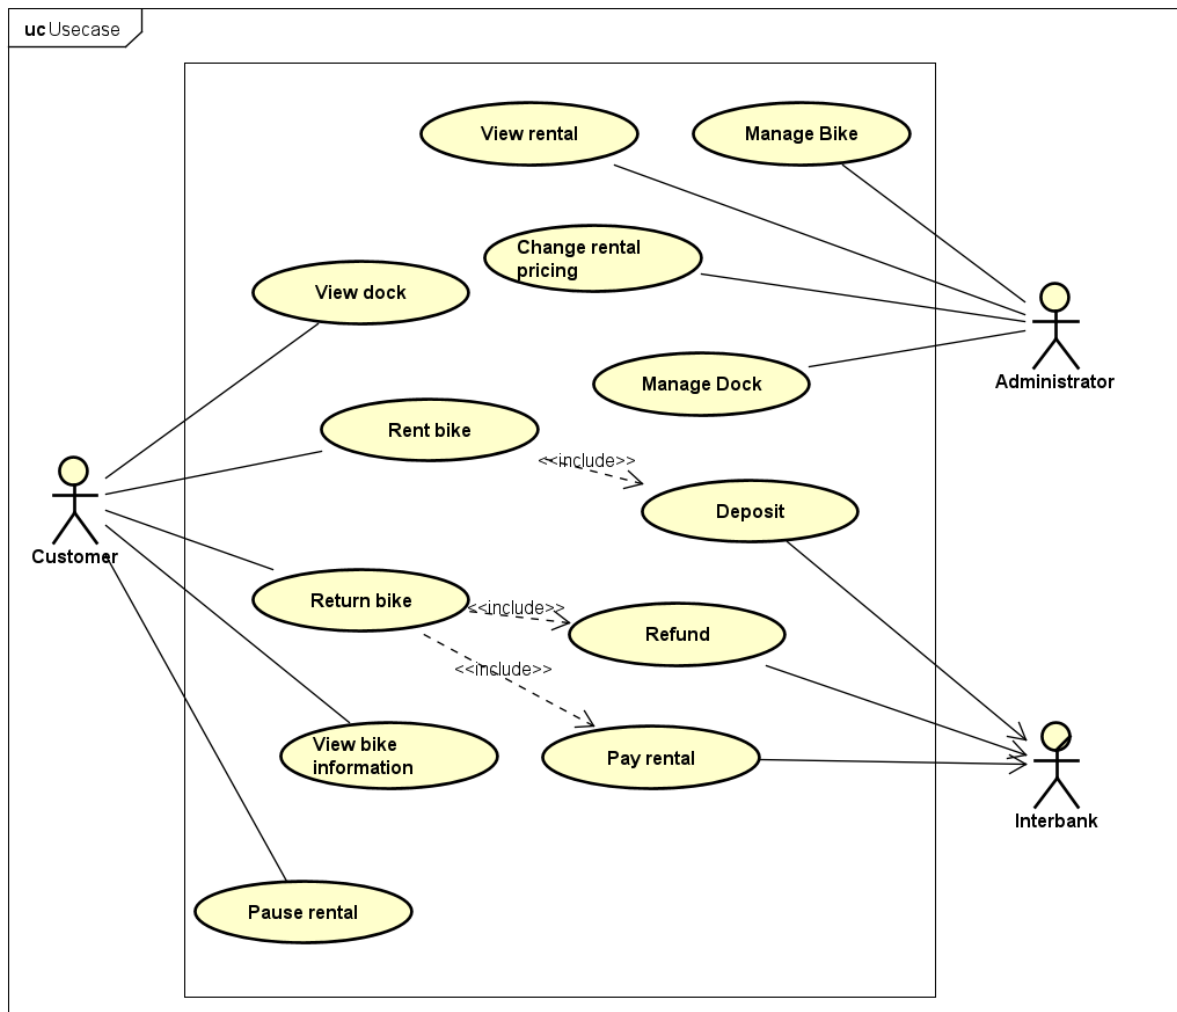 uc Usecase
View rental
Manage Bike
Change rental
pricing
View dock
Administrator
Manage Dock
Rent bike
<<include>>
Deposit
Customer
Return bike
<<include>>
Refund
<<include>>
View bike
information
Pay rental
Interbank
Pause rental